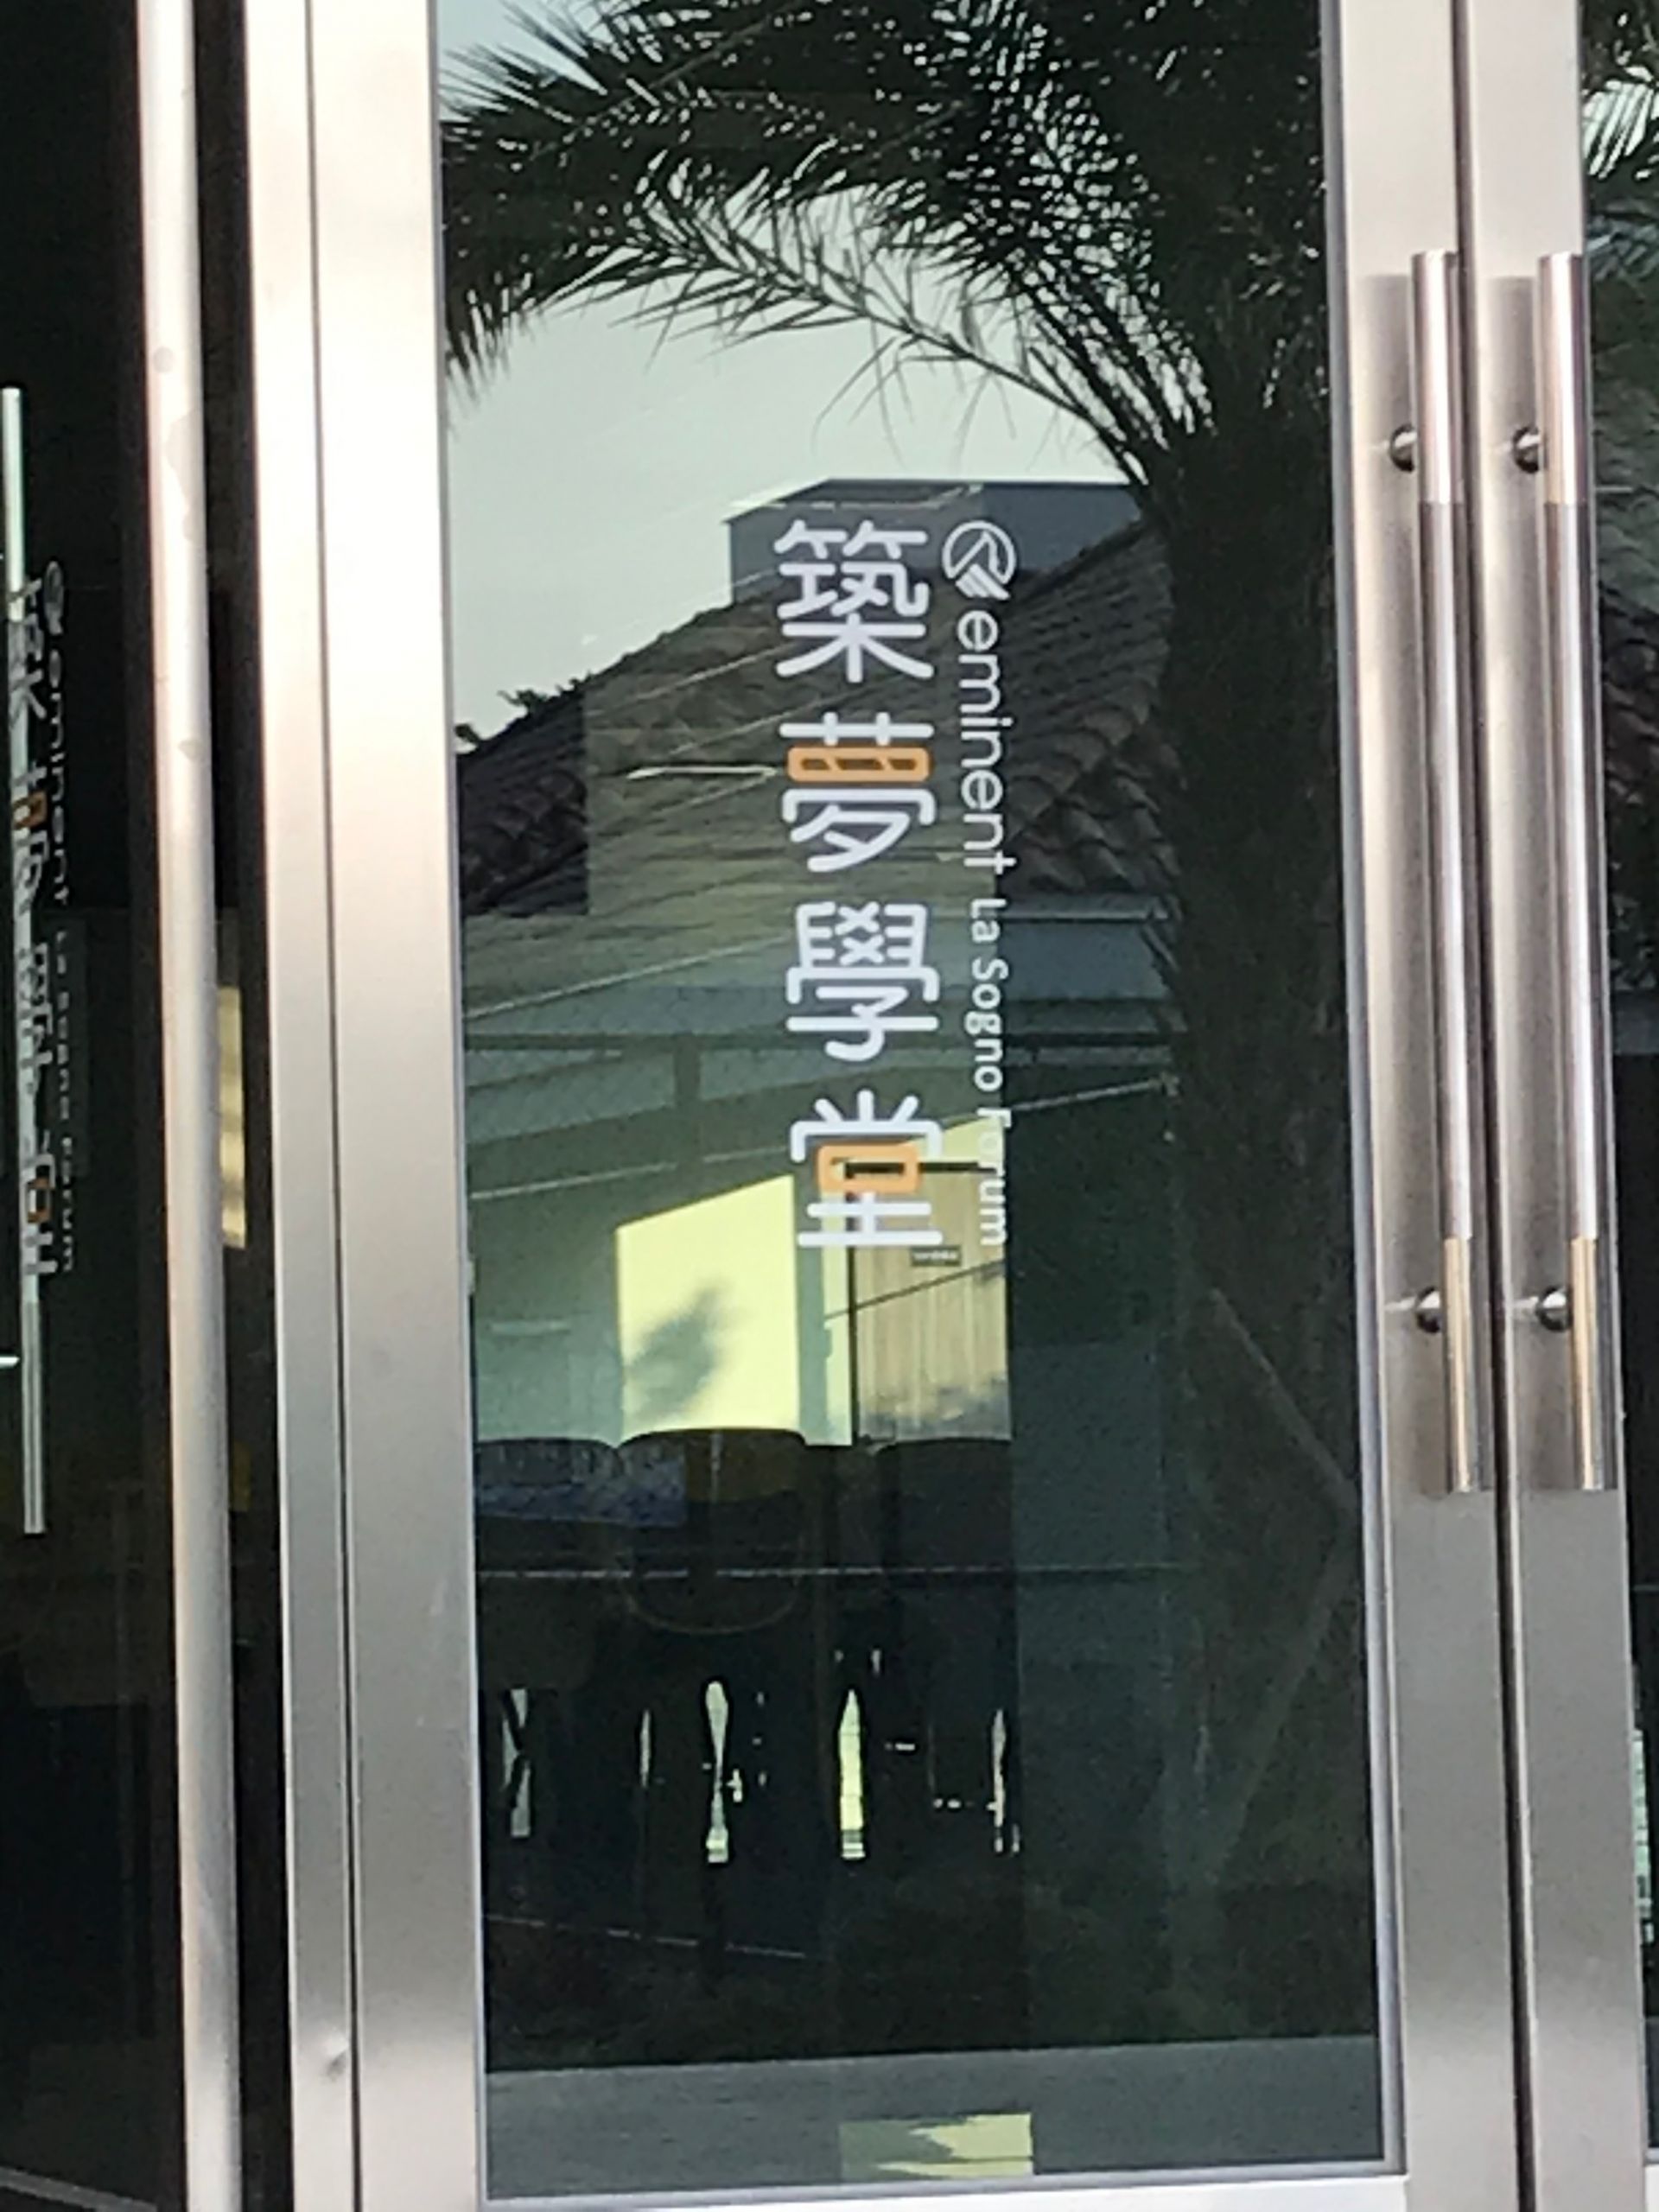 eminent La Sogno Forum
築夢學堂